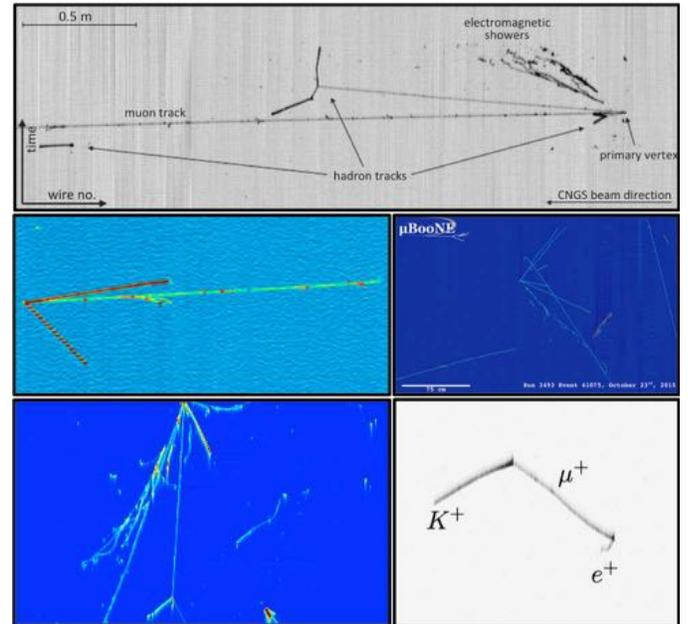 0.5 m
electromagnetic
showers
muon track
time
hadron tracks
primary vertex
wire no.
CNGS beam direction
μBooNE
75 cm
Run 3493 Event 41075, October 23rd, 2015
K+
μ+
e+